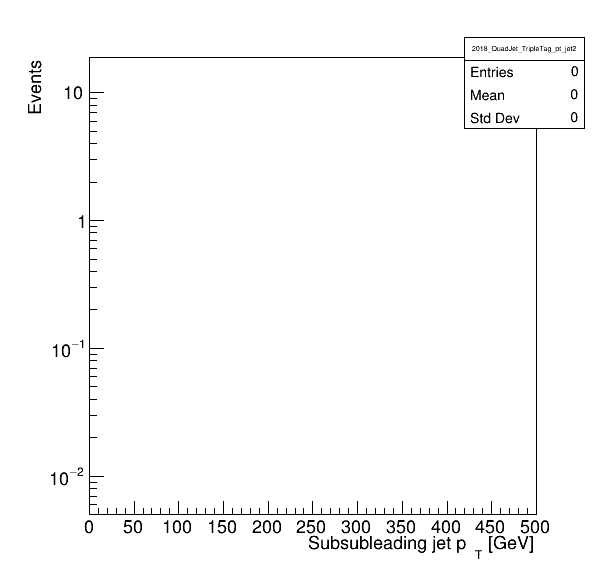 2018_QuadJet_TripleTag_pt_jet2
Entries 0
Mean 0
Std Dev 0
Events
10
1
10⁻¹
10⁻²
0 50 100 150 200 250 300 350 400 450 500
Subsubleading jet p_T [GeV]